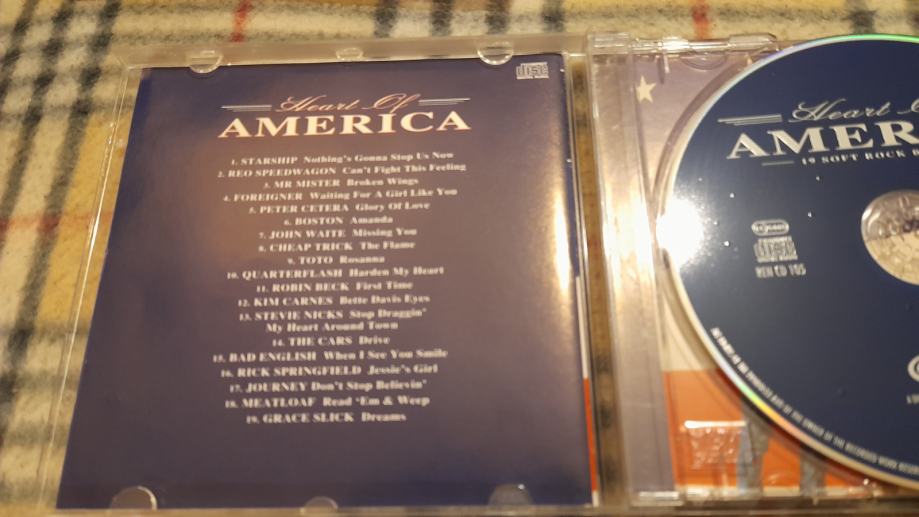 Heart Of
AMERICA
1. STARSHIP Nothing's Gonna Stop Us Now
2. REO SPEEDWAGON Can't Fight This Feeling
3. MR MISTER Broken Wings
4. FOREIGNER Waiting For A Girl Like You
5. PETER CETERA Glory Of Love
6. BOSTON Amanda
7. JOHN WAITE Missing You
8. CHEAP TRICK The Flame
9. TOTO Rosanna
10. QUARTERFLASH Harden My Heart
11. ROBIN BECK First Time
12. KIM CARNES Bette Davis Eyes
13. STEVIE NICKS Stop Draggin'
My Heart Around Town
14. THE CARS Drive
15. BAD ENGLISH When I See You Smile
16. RICK SPRINGFIELD Jessie's Girl
17. JOURNEY Don't Stop Believin'
18. MEATLOAF Read 'Em & Weep
19. GRACE SLICK Dreams
disc
Heart
AMER
19 SOFT ROCK
disc
REN CD 105